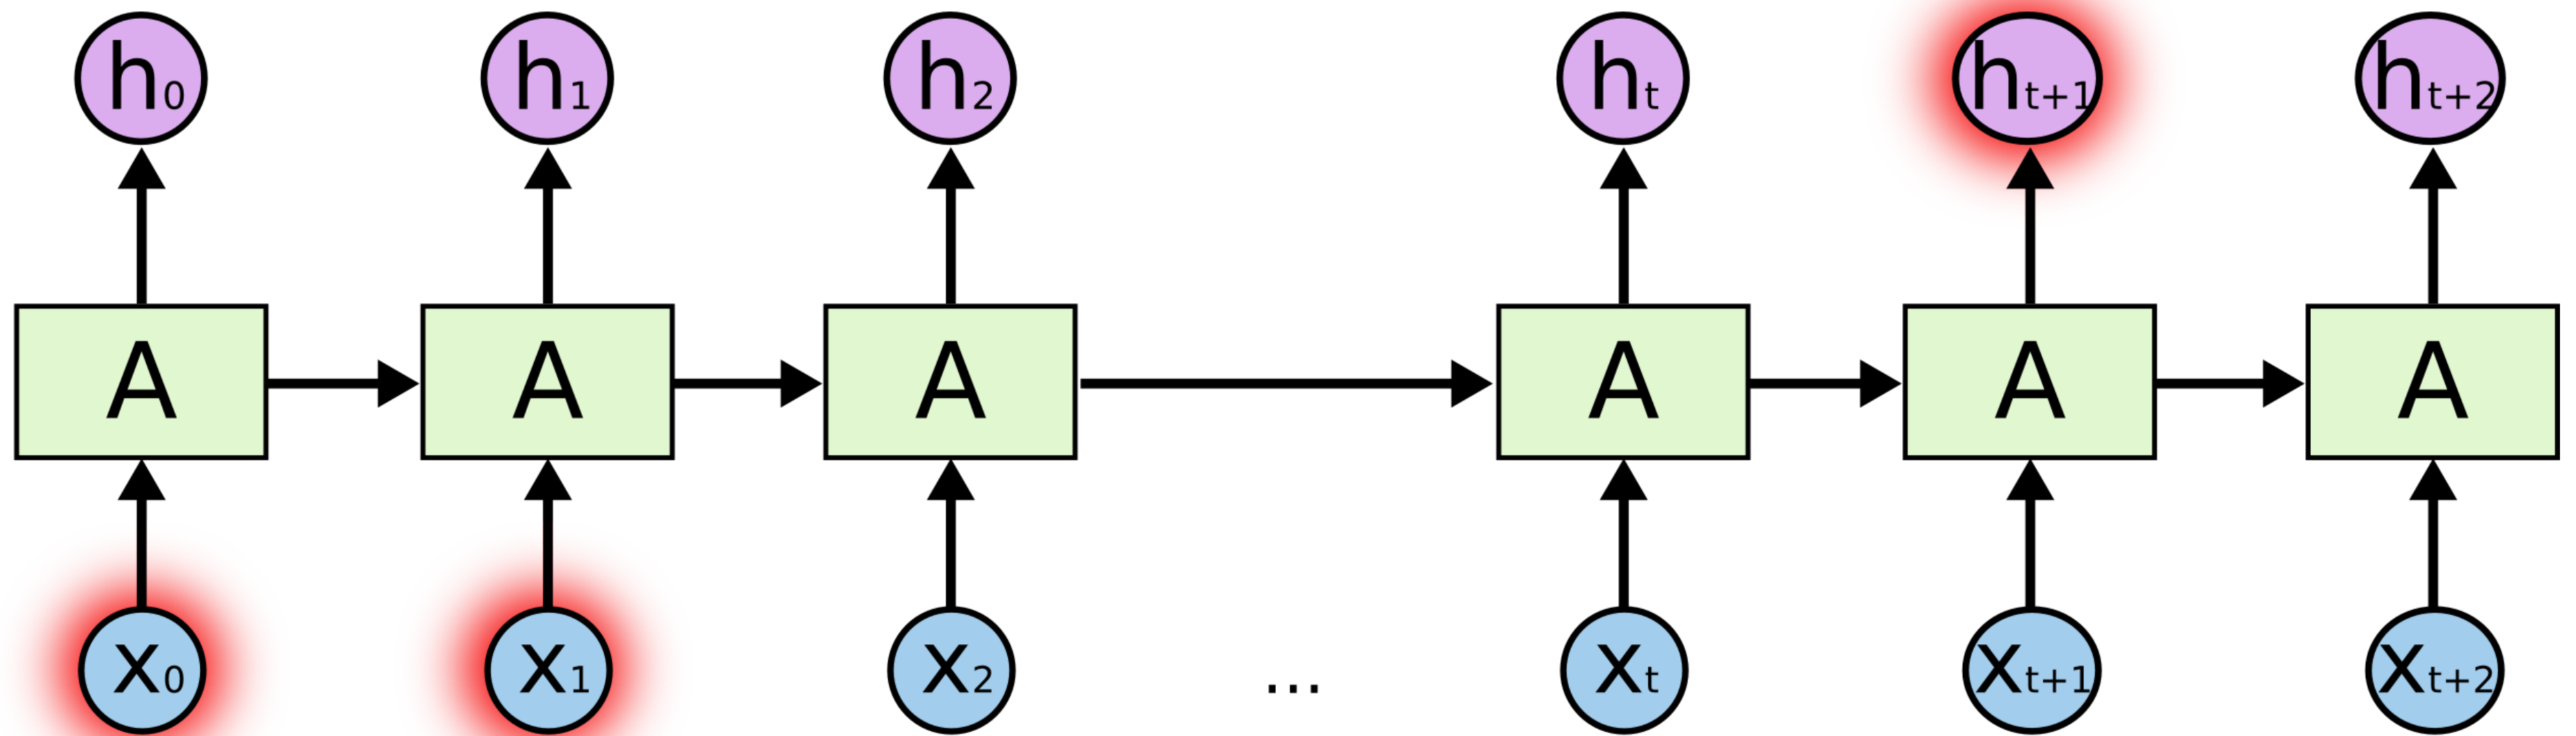 h0 h1 h2 ht ht+1 ht+2
A A A A A A
x0 x1 x2 ... xt xt+1 xt+2